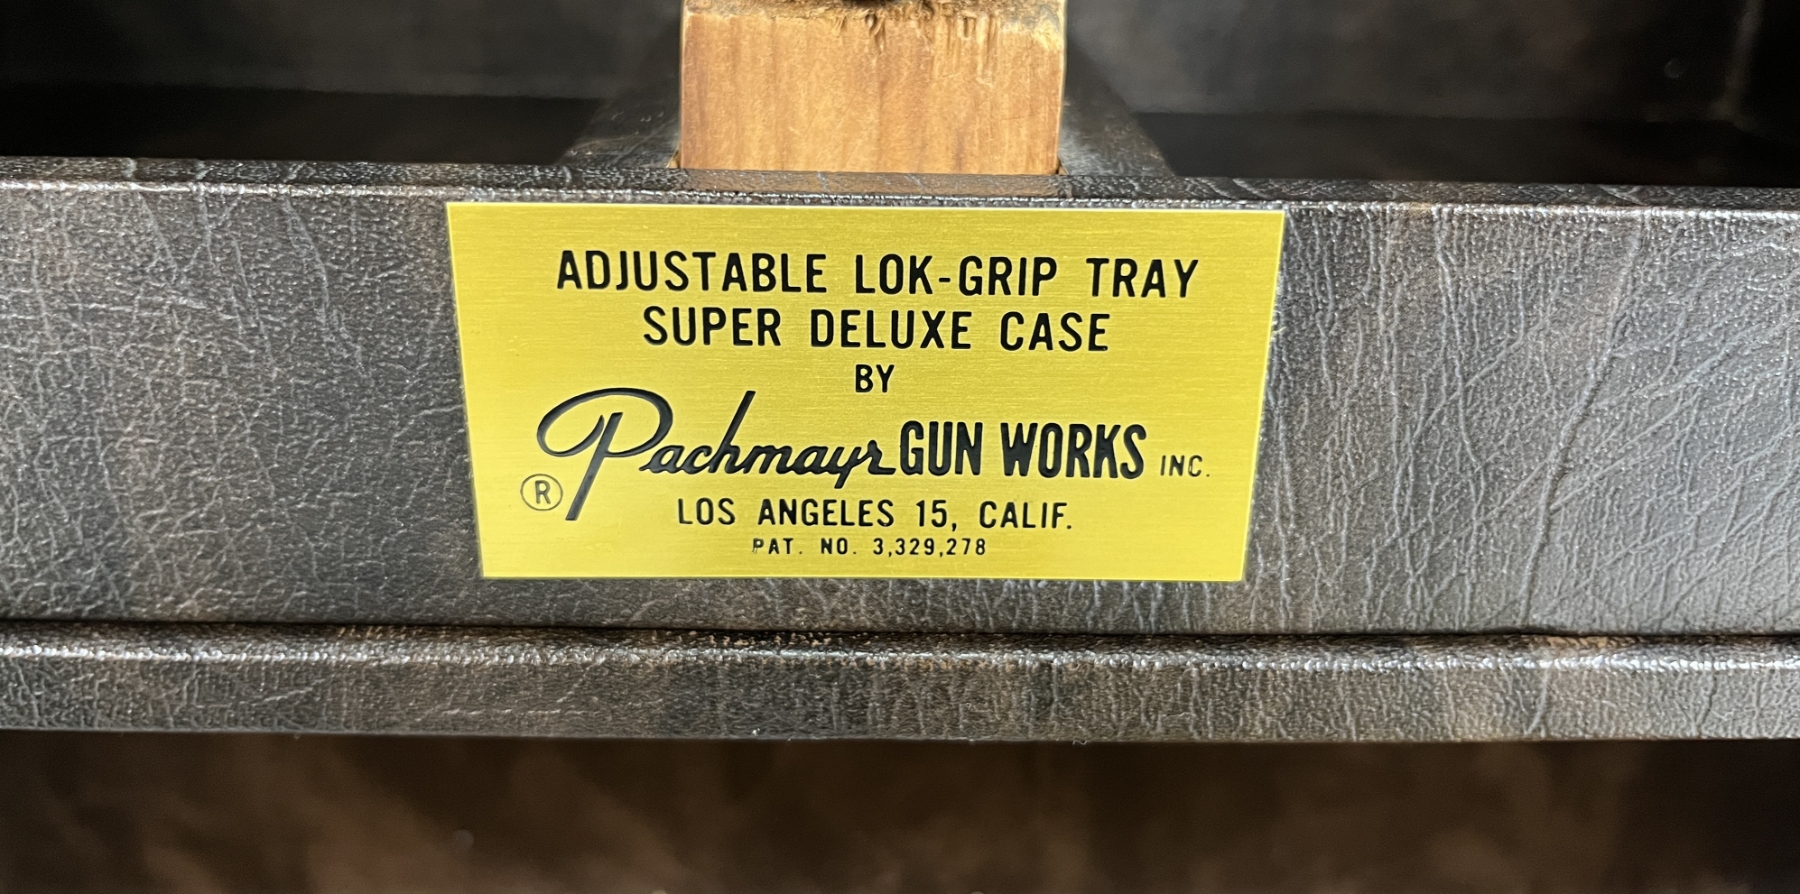 ADJUSTABLE LOK-GRIP TRAY
SUPER DELUXE CASE
BY
Pachmayr GUN WORKS INC.
®
LOS ANGELES 15, CALIF.
PAT. NO. 3,329,278